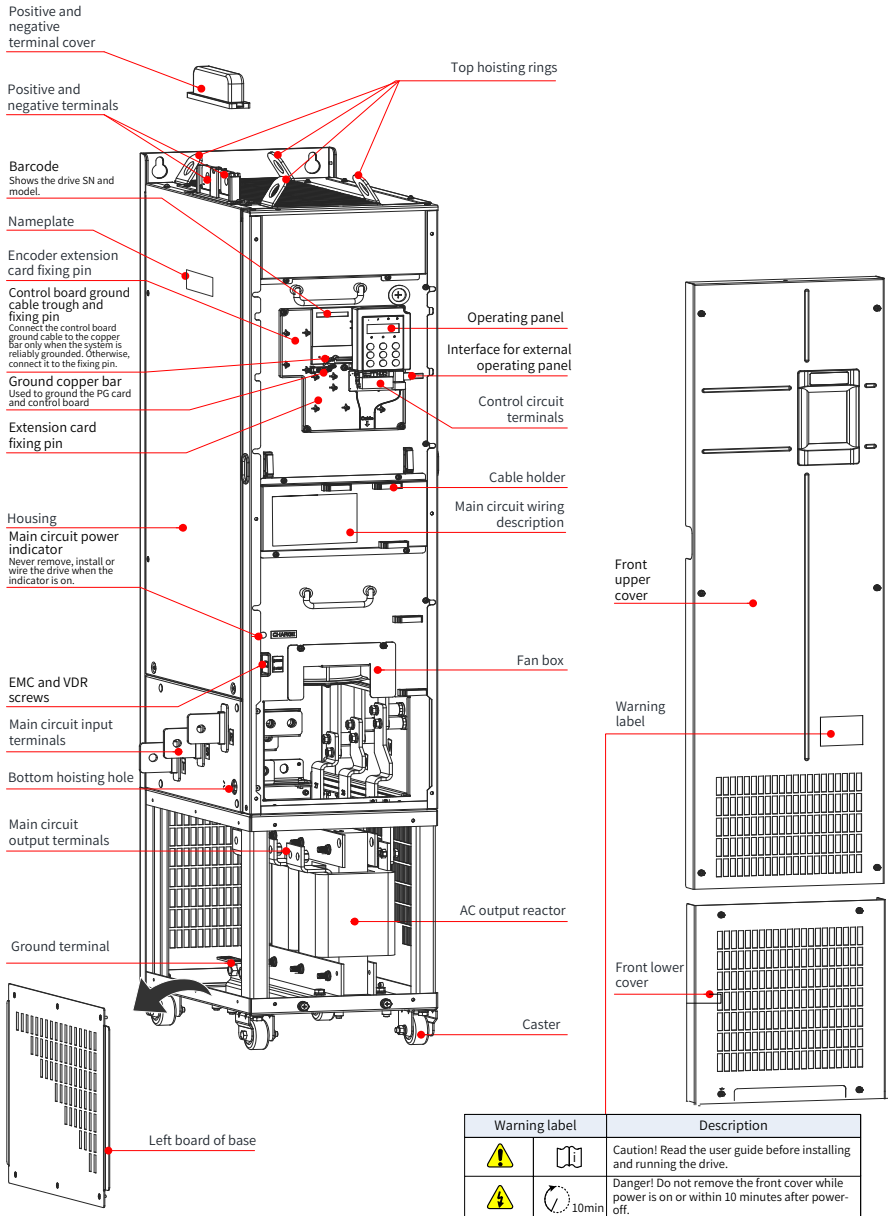 Positive and
negative
terminal cover
Positive and
negative terminals
Barcode
Shows the drive SN and
model.
Nameplate
Encoder extension
card fixing pin
Control board ground
cable trough and
fixing pin
Connect the control board
ground cable to the copper
bar only when the system is
reliably grounded. Otherwise,
connect it to the fixing pin.
Ground copper bar
Used to ground the PG card
and control board
Extension card
fixing pin
Housing
Main circuit power
indicator
Never remove, install or
wire the drive when the
indicator is on.
EMC and VDR
screws
Main circuit input
terminals
Bottom hoisting hole
Main circuit
output terminals
Ground terminal
Left board of base
Top hoisting rings
Operating panel
Interface for external
operating panel
Control circuit
terminals
Cable holder
Main circuit wiring
description
CHARGE
Fan box
AC output reactor
Caster
Front
upper
cover
Warning
label
Front lower
cover
Warning label
Description
Caution! Read the user guide before installing
and running the drive.
10min
Danger! Do not remove the front cover while
power is on or within 10 minutes after power-
off.